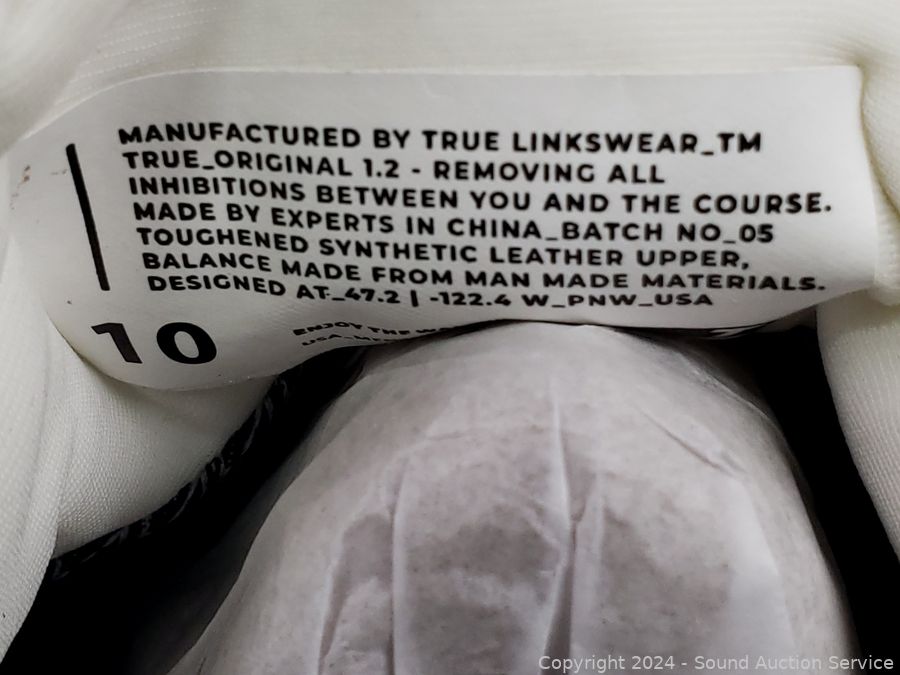 MANUFACTURED BY TRUE LINKSWEAR_TM
TRUE_ORIGINAL 1.2 - REMOVING ALL
INHIBITIONS BETWEEN YOU AND THE COURSE.
MADE BY EXPERTS IN CHINA_BATCH NO_05
TOUGHENED SYNTHETIC LEATHER UPPER,
BALANCE MADE FROM MAN MADE MATERIALS.
DESIGNED AT_47.2 | -122.4 W_PNW_USA
10
ENJOY THE
Copyright 2024 - Sound Auction Service